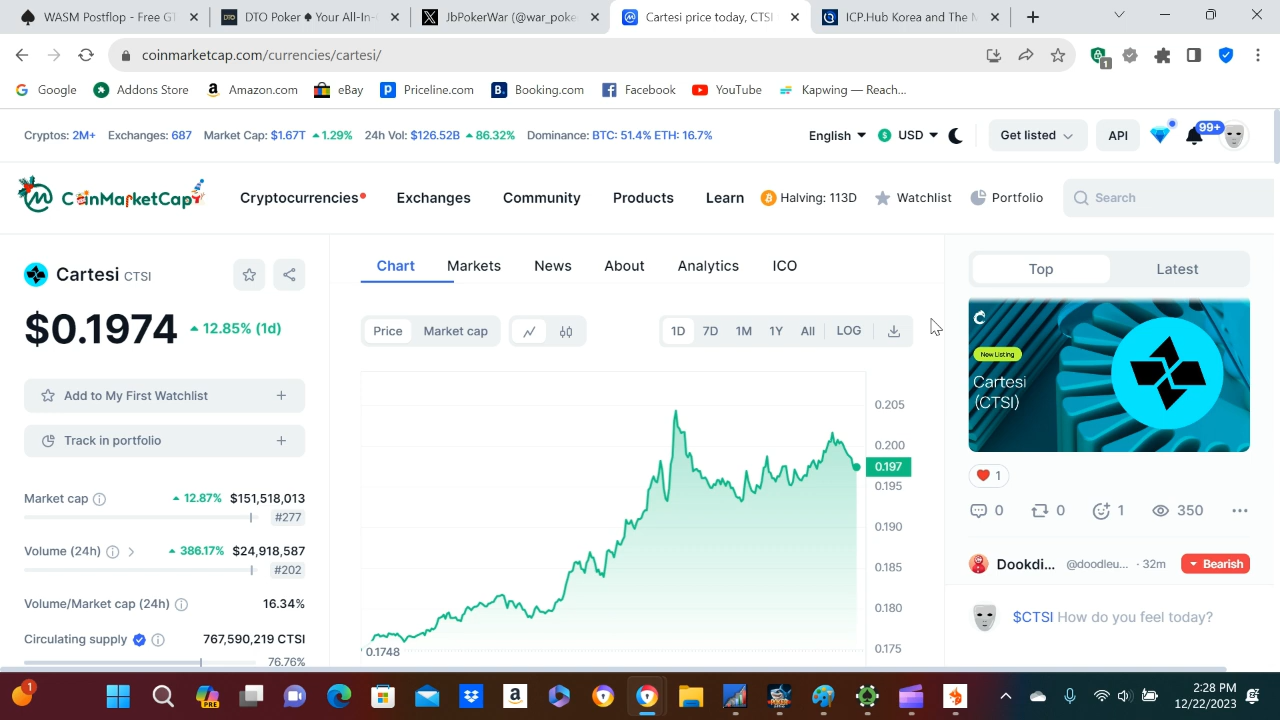 WASM Postflop - Free GT
DTO Poker ♠ Your All-In-
JbPokerWar (@war_poke
Cartesi price today, CTSI
ICP.Hub Korea and The N
coinmarketcap.com/currencies/cartesi/
1
Google
Addons Store
Amazon.com
eBay
Priceline.com
Booking.com
Facebook
YouTube
Kapwing — Reach...
Cryptos: 2M+ Exchanges: 687 Market Cap: $1.67T 1.29% 24h Vol: $126.52B 86.32% Dominance: BTC: 51.4% ETH: 16.7%
English USD Get listed API 99+
CoinMarketCap Cryptocurrencies Exchanges Community Products Learn Halving: 113D Watchlist Portfolio Search
Cartesi CTSI
$0.1974 12.85% (1d)
Add to My First Watchlist +
Track in portfolio +
Market cap 12.87% $151,518,013
#277
Volume (24h) 386.17% $24,918,587
#202
Volume/Market cap (24h) 16.34%
Circulating supply 767,590,219 CTSI
76.76%
Chart Markets News About Analytics ICO
Price Market cap 1D 7D 1M 1Y All LOG
0.205
0.200
0.197
0.195
0.190
0.185
0.180
0.175
0.1748
Top Latest
New Listing
Cartesi
(CTSI)
1
0 0 1 350
Dookdi... @doodleu... · 32m Bearish
$CTSI How do you feel today?
1
PRE
2:28 PM
12/22/2023